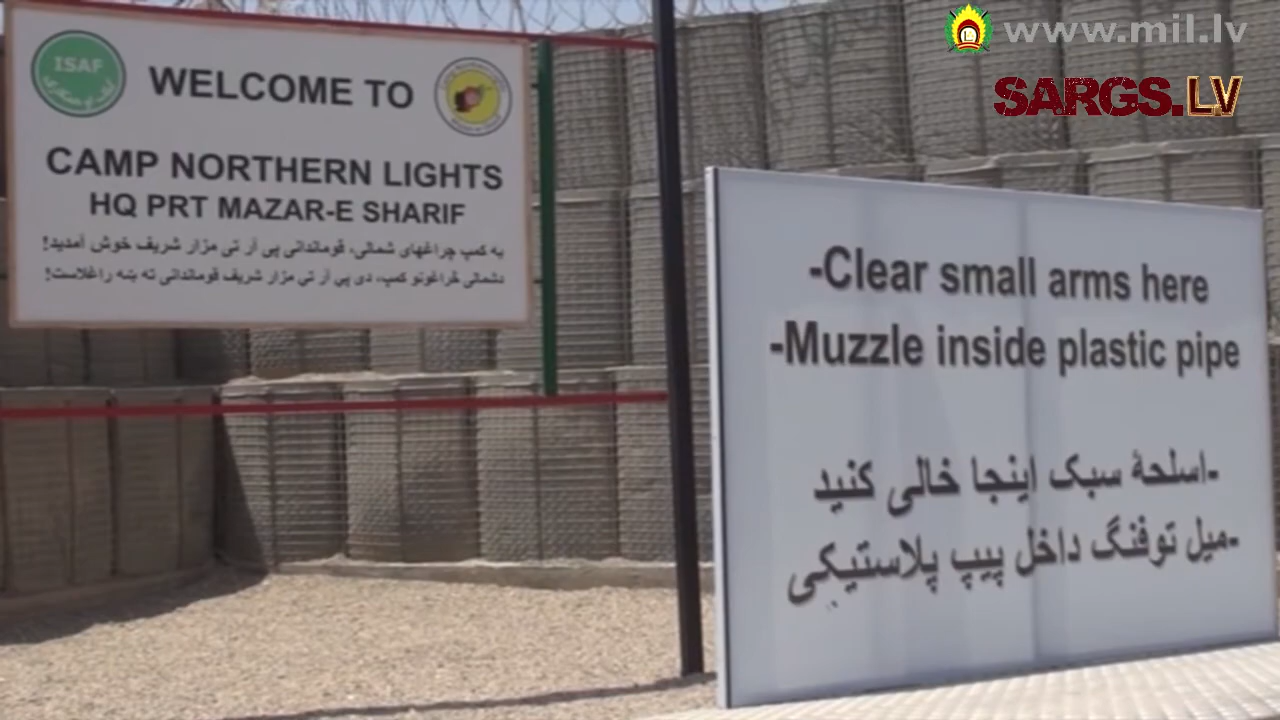 ISAF
WELCOME TO
CAMP NORTHERN LIGHTS
HQ PRT MAZAR-E SHARIF
به کمپ چراغهای شمالی، قوماندانی پی آر تی مزار شریف خوش آمدید!
دشمالی څراغونو کمپ، دی پی آر تی مزار شریف قوماندانی ته ښه راغلاست!
www.mil.lv
SARGS.LV
-Clear small arms here
-Muzzle inside plastic pipe
-اسلحۀ سبک اینجا خالی کنید
-میل توفنگ داخل پیپ پلاستیکی